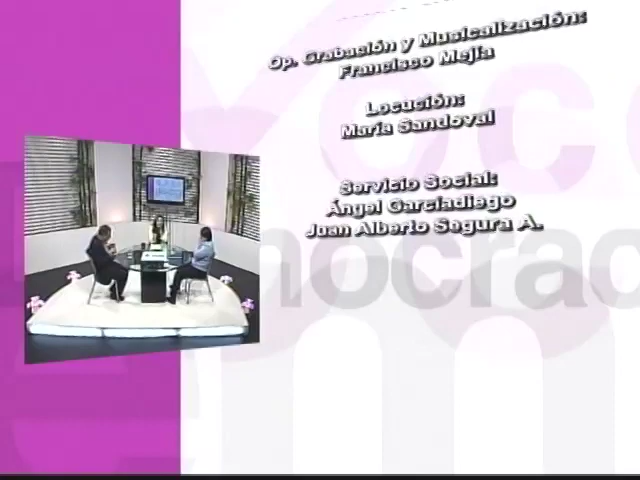 Op. Grabación y Musicalización:
Francisco Mejía
Locución:
María Sandoval
Servicio Social:
Ángel Garciadiego
Juan Alberto Segura A.